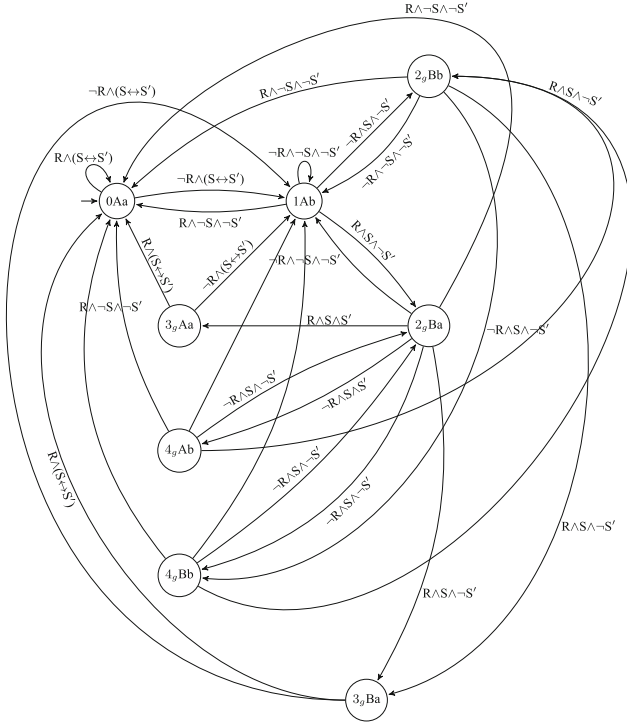 R∧¬S∧¬S′
2gBb
R∧¬S∧¬S′
R∧S∧¬S′
¬R∧(S↔S′)
¬R∧S∧¬S′
R∧(S↔S′)
¬R∧¬S∧¬S′
¬R∧¬S∧¬S′
¬R∧(S↔S′)
0Aa
1Ab
R∧¬S∧¬S′
R∧S∧¬S′
R∧(S↔S′)
¬R∧(S↔S′)
¬R∧¬S∧¬S′
R∧¬S∧¬S′
3gAa
R∧S∧S′
2gBa
¬R∧S∧¬S′
¬R∧S∧¬S′
¬R∧S∧S′
4gAb
R∧(S↔S′)
¬R∧S∧¬S′
¬R∧S∧¬S′
R∧S∧¬S′
4gBb
R∧S∧¬S′
3gBa